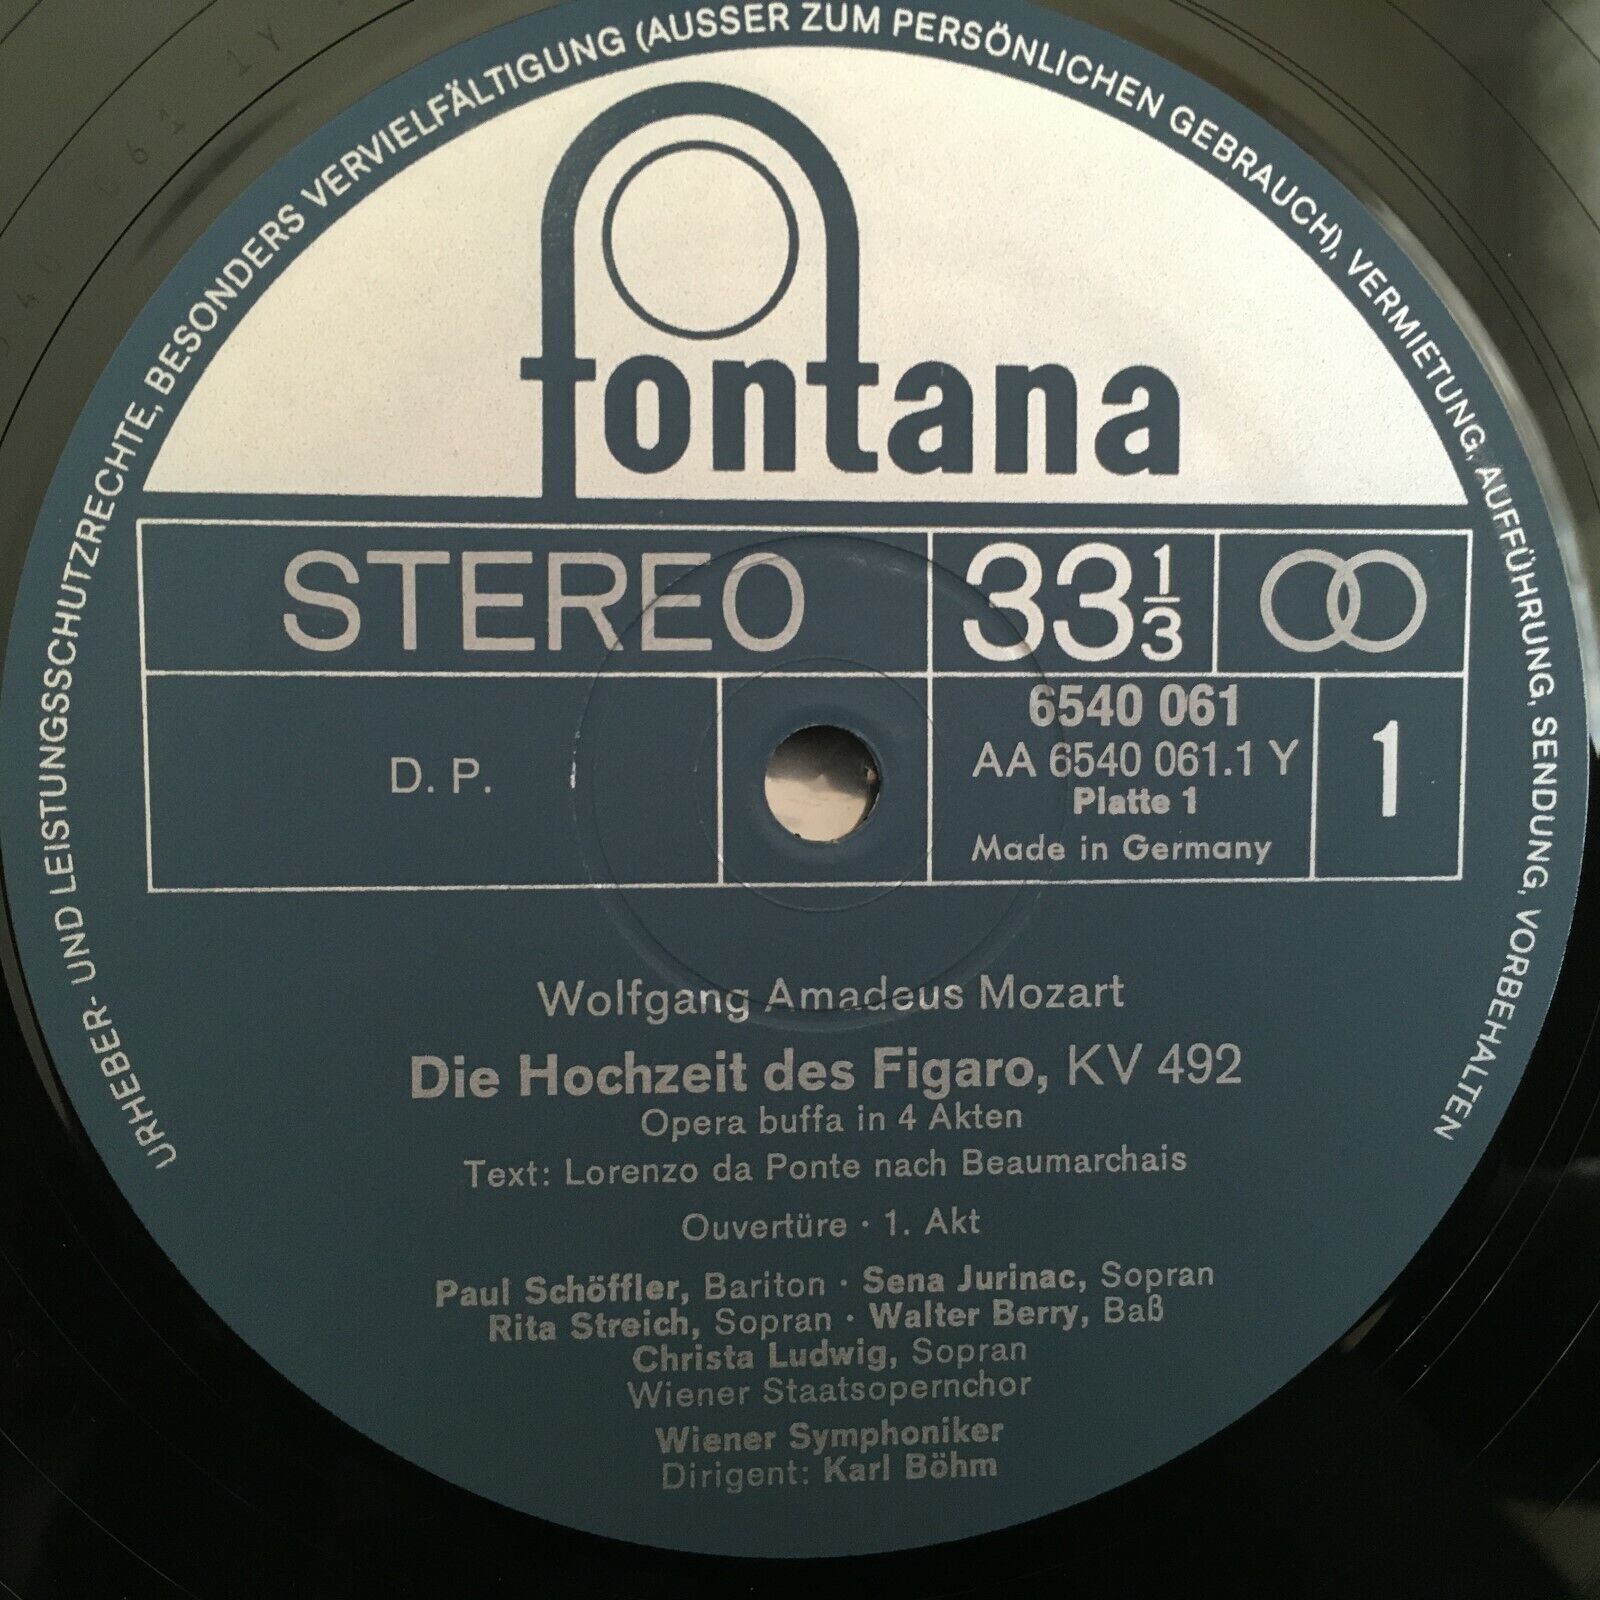 URHEBER- UND LEISTUNGSSCHUTZRECHTE, BESONDERS VERVIELFÄLTIGUNG (AUSSER ZUM PERSÖNLICHEN GEBRAUCH), VERMIETUNG, AUFFÜHRUNG, SENDUNG, VORBEHALTEN
fontana
STEREO
33 1/3
D. P.
6540 061
AA 6540 061.1 Y
Platte 1
Made in Germany
1
Wolfgang Amadeus Mozart
Die Hochzeit des Figaro, KV 492
Opera buffa in 4 Akten
Text: Lorenzo da Ponte nach Beaumarchais
Ouvertüre · 1. Akt
Paul Schöffler, Bariton · Sena Jurinac, Sopran
Rita Streich, Sopran · Walter Berry, Baß
Christa Ludwig, Sopran
Wiener Staatsopernchor
Wiener Symphoniker
Dirigent: Karl Böhm